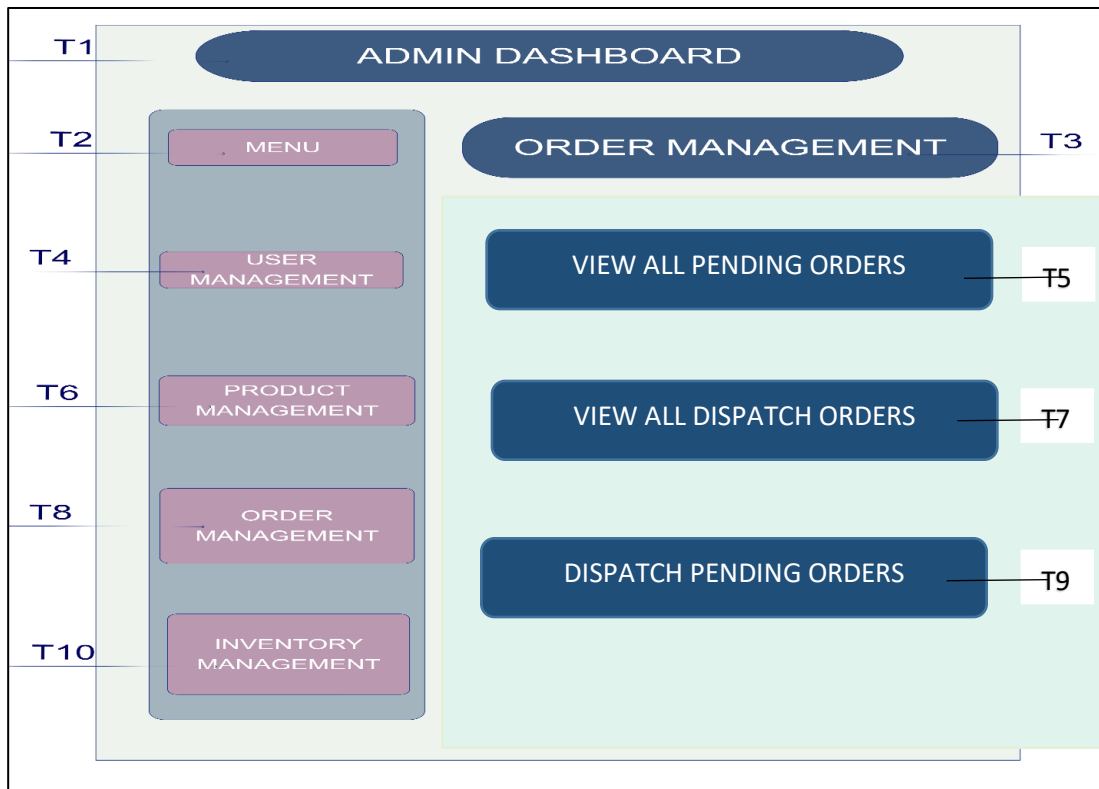 T1
ADMIN DASHBOARD
T2
MENU
ORDER MANAGEMENT
T3
T4
USER
MANAGEMENT
VIEW ALL PENDING ORDERS
T5
T6
PRODUCT
MANAGEMENT
VIEW ALL DISPATCH ORDERS
T7
T8
ORDER
MANAGEMENT
DISPATCH PENDING ORDERS
T9
T10
INVENTORY
MANAGEMENT